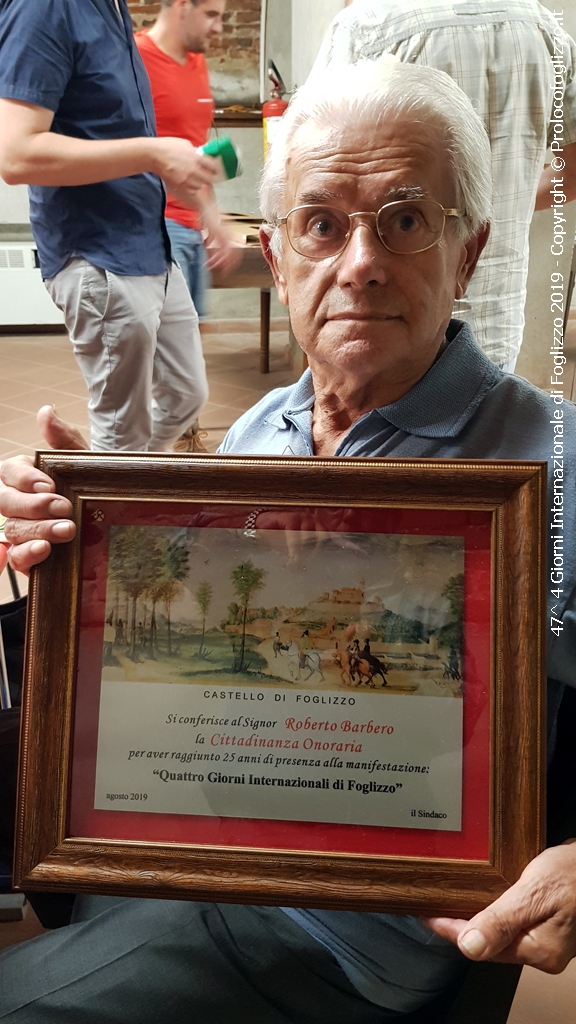 CASTELLO DI FOGLIZZO
Si conferisce al Signor Roberto Barbero
la Cittadinanza Onoraria
per aver raggiunto 25 anni di presenza alla manifestazione:
“Quattro Giorni Internazionali di Foglizzo”
agosto 2019
il Sindaco
47^ 4 Giorni Internazionale di Foglizzo 2019 - Copyright © Prolocofoglizzo.it